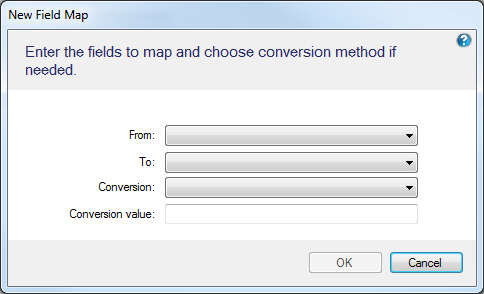 New Field Map
Enter the fields to map and choose conversion method if
needed.
From:
To:
Conversion:
Conversion value:
OK
Cancel